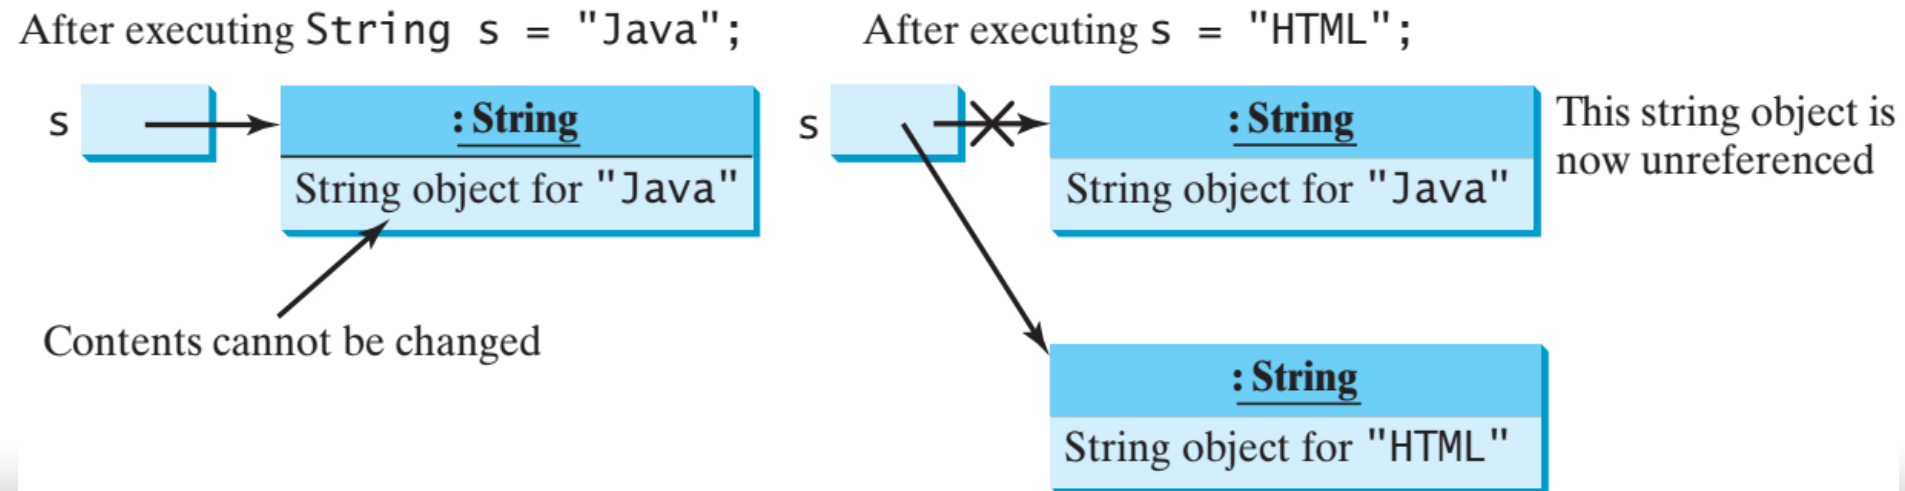 After executing String s = "Java";
s
: String
String object for "Java"
Contents cannot be changed
After executing s = "HTML";
s
: String
String object for "Java"
This string object is
now unreferenced
: String
String object for "HTML"